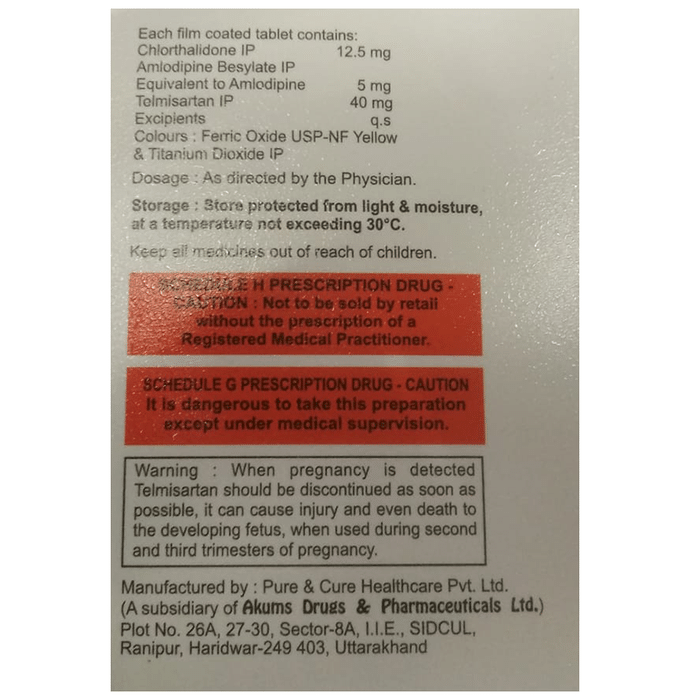 Each film coated tablet contains:
Chlorthalidone IP 12.5 mg
Amlodipine Besylate IP
Equivalent to Amlodipine 5 mg
Telmisartan IP 40 mg
Excipients q.s
Colours : Ferric Oxide USP-NF Yellow
& Titanium Dioxide IP
Dosage : As directed by the Physician.
Storage : Store protected from light & moisture,
at a temperature not exceeding 30°C.
Keep all medicines out of reach of children.
SCHEDULE H PRESCRIPTION DRUG -
CAUTION : Not to be sold by retail
without the prescription of a
Registered Medical Practitioner.
SCHEDULE G PRESCRIPTION DRUG - CAUTION
It is dangerous to take this preparation
except under medical supervision.
Warning : When pregnancy is detected
Telmisartan should be discontinued as soon as
possible, it can cause injury and even death to
the developing fetus, when used during second
and third trimesters of pregnancy.
Manufactured by : Pure & Cure Healthcare Pvt. Ltd.
(A subsidiary of Akums Drugs & Pharmaceuticals Ltd.)
Plot No. 26A, 27-30, Sector-8A, I.I.E., SIDCUL,
Ranipur, Haridwar-249 403, Uttarakhand